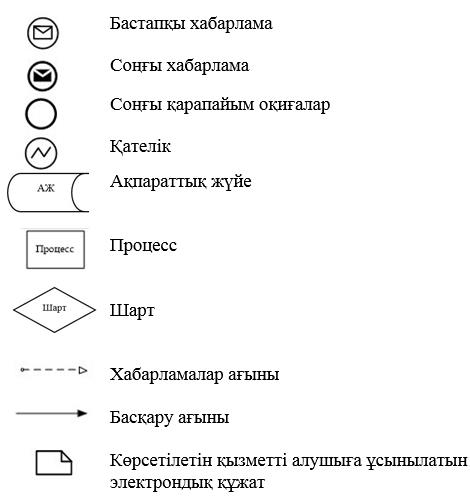 Бастапқы хабарлама
Соңғы хабарлама
Соңғы қарапайым оқиғалар
Қателік
АЖ Ақпараттық жүйе
Процесс Процесс
Шарт Шарт
Хабарламалар ағыны
Басқару ағыны
Көрсетілетін қызметті алушыға ұсынылатын
электрондық құжат